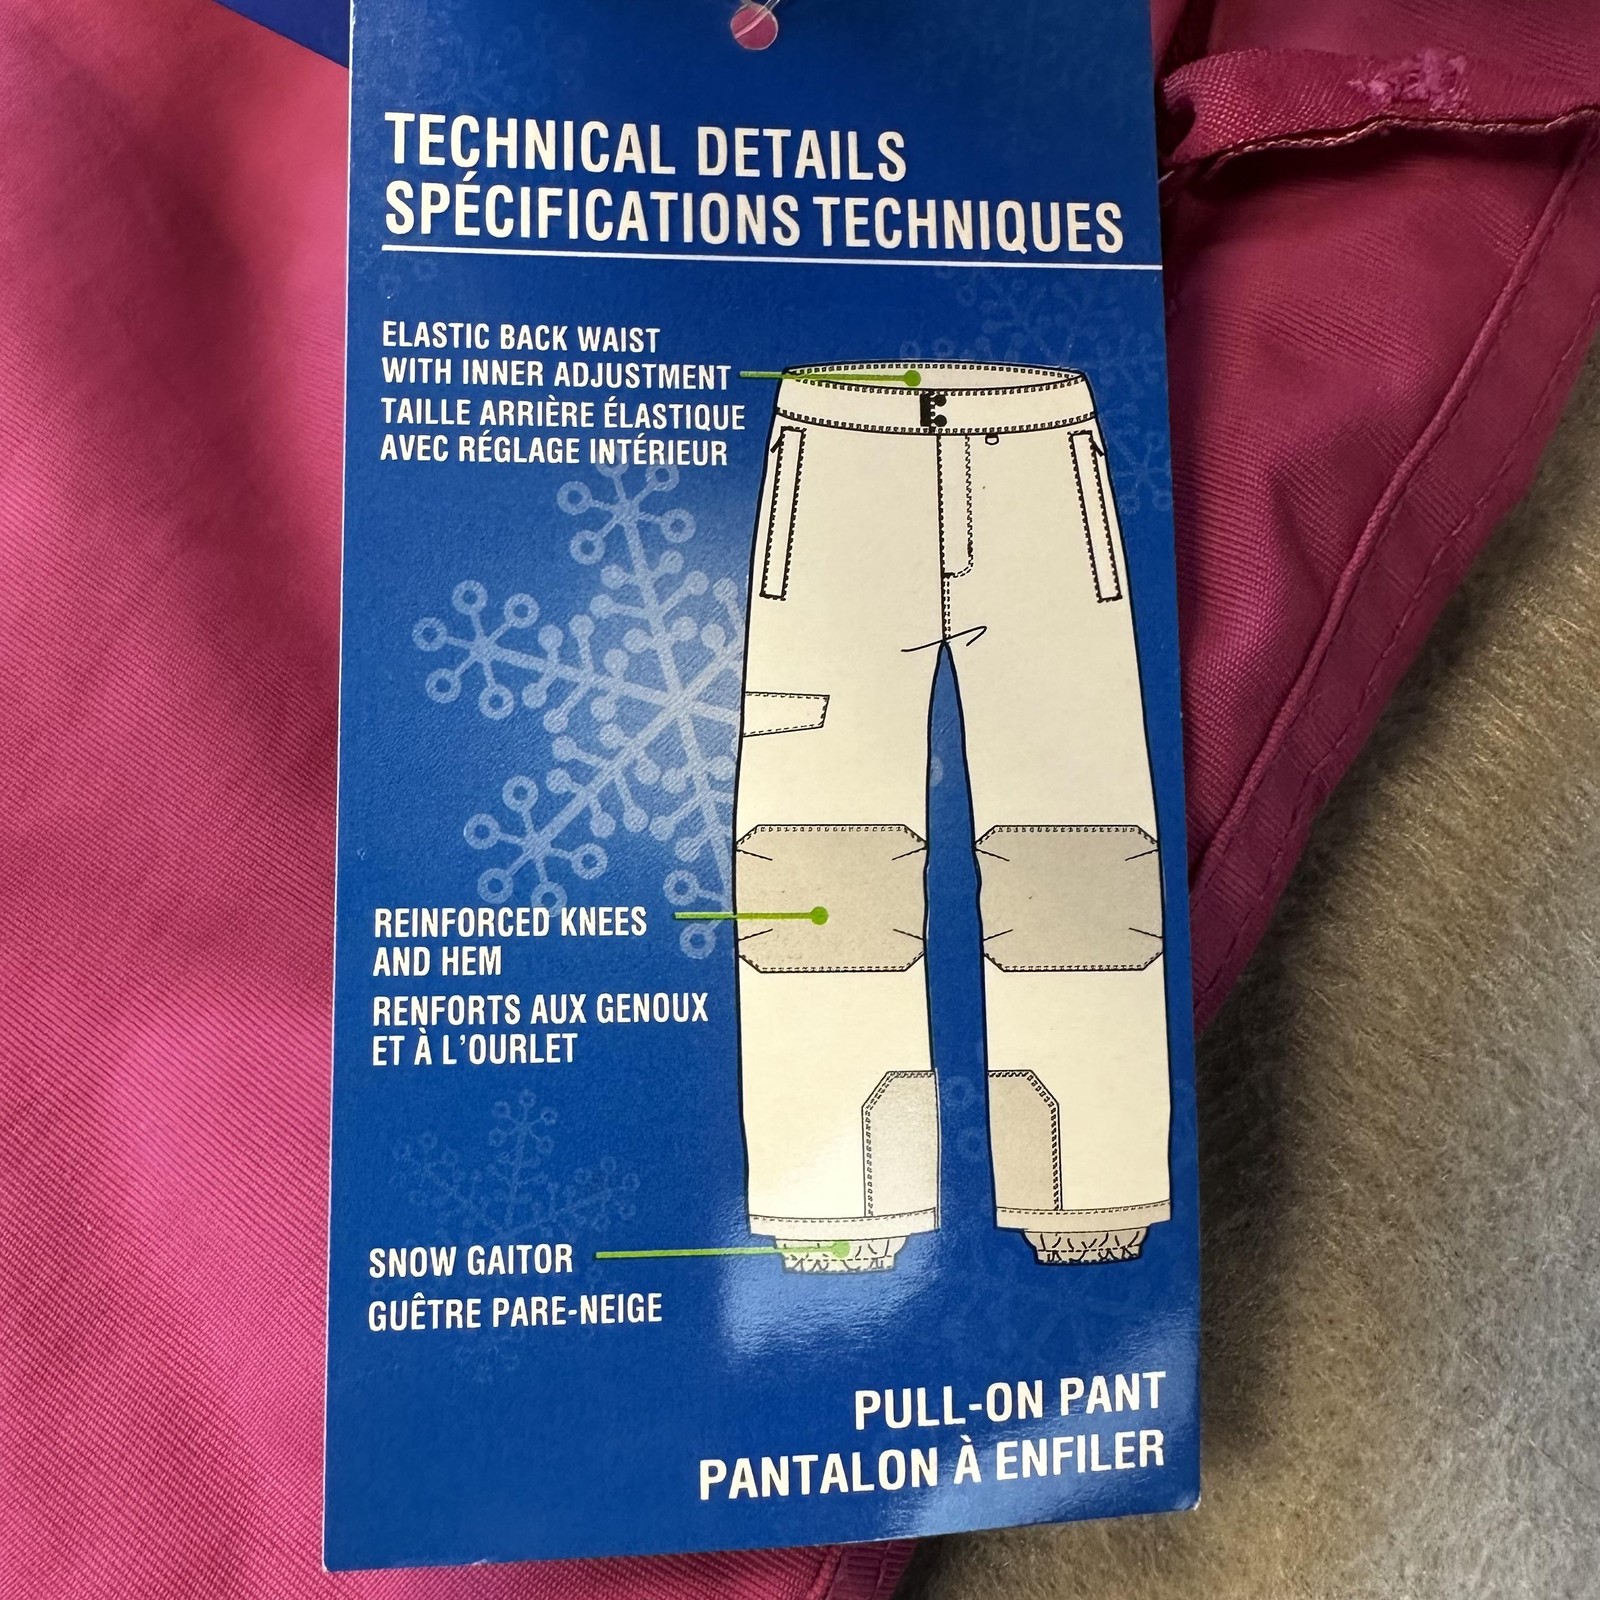 TECHNICAL DETAILS
SPÉCIFICATIONS TECHNIQUES
ELASTIC BACK WAIST
WITH INNER ADJUSTMENT
TAILLE ARRIÈRE ÉLASTIQUE
AVEC RÉGLAGE INTÉRIEUR
REINFORCED KNEES
AND HEM
RENFORTS AUX GENOUX
ET À L'OURLET
SNOW GAITOR
GUÊTRE PARE-NEIGE
PULL-ON PANT
PANTALON À ENFILER